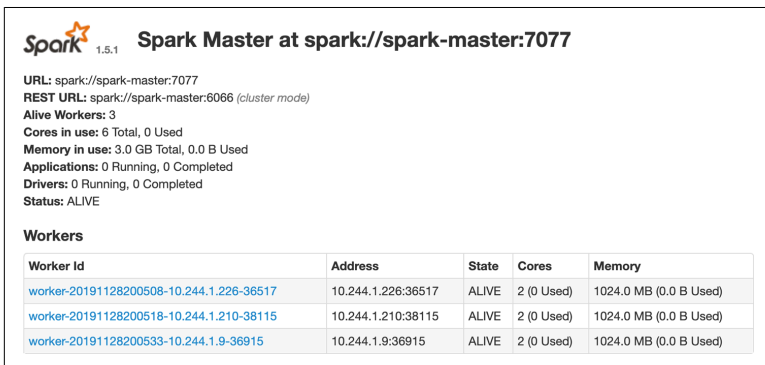 Spark 1.5.1 Spark Master at spark://spark-master:7077
URL: spark://spark-master:7077
REST URL: spark://spark-master:6066 (cluster mode)
Alive Workers: 3
Cores in use: 6 Total, 0 Used
Memory in use: 3.0 GB Total, 0.0 B Used
Applications: 0 Running, 0 Completed
Drivers: 0 Running, 0 Completed
Status: ALIVE
Workers
Worker Id Address State Cores Memory
worker-20191128200508-10.244.1.226-36517 10.244.1.226:36517 ALIVE 2 (0 Used) 1024.0 MB (0.0 B Used)
worker-20191128200518-10.244.1.210-38115 10.244.1.210:38115 ALIVE 2 (0 Used) 1024.0 MB (0.0 B Used)
worker-20191128200533-10.244.1.9-36915 10.244.1.9:36915 ALIVE 2 (0 Used) 1024.0 MB (0.0 B Used)